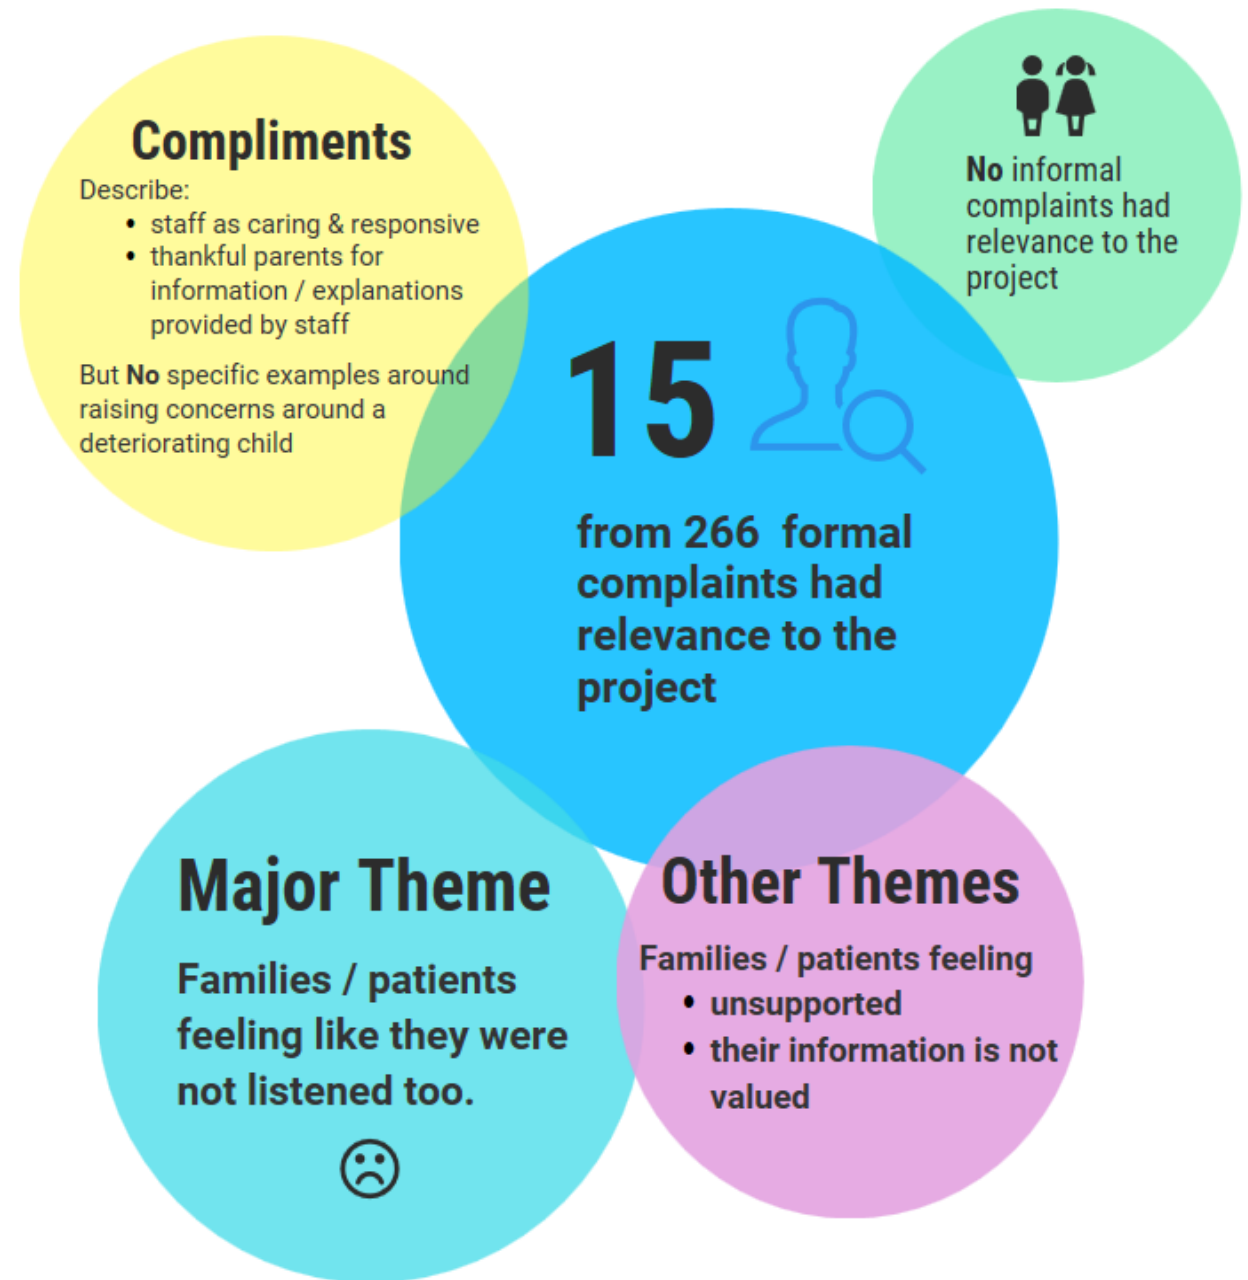 Compliments
Describe:
• staff as caring & responsive
• thankful parents for
information / explanations
provided by staff
But No specific examples around
raising concerns around a
deteriorating child
No informal
complaints had
relevance to the
project
15
from 266 formal
complaints had
relevance to the
project
Major Theme
Families / patients
feeling like they were
not listened too.
Other Themes
Families / patients feeling
• unsupported
• their information is not
valued